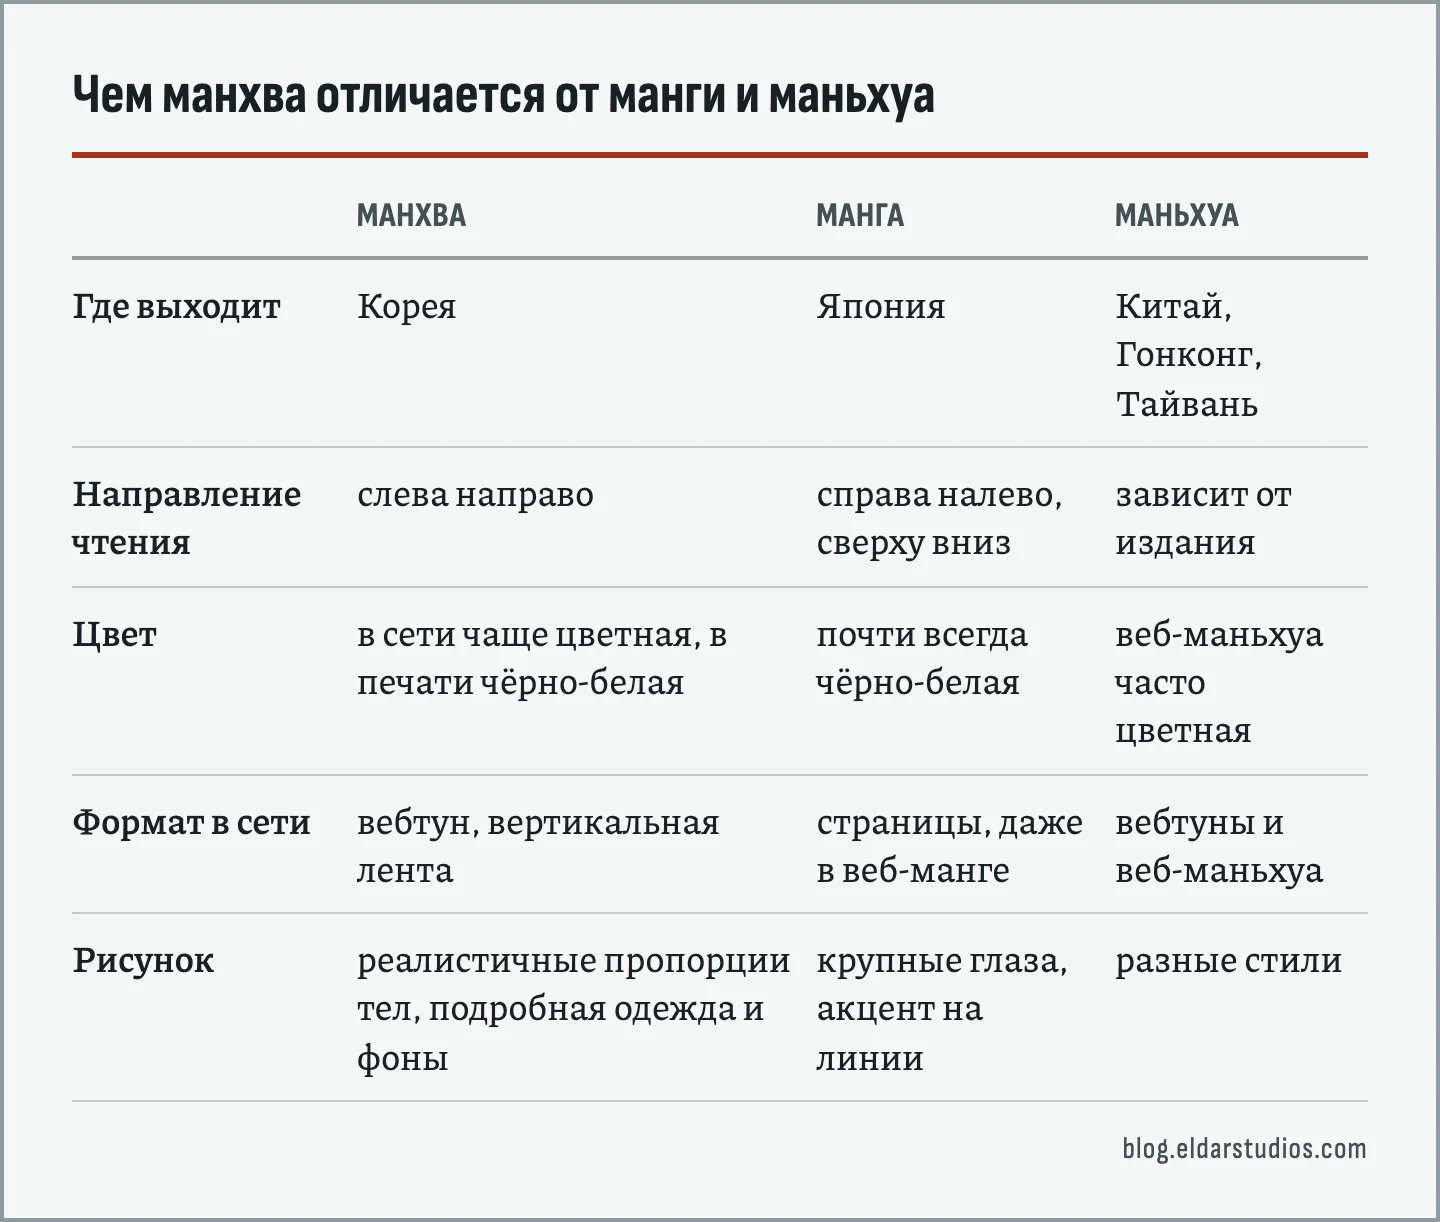 Чем манхва отличается от манги и маньхуа
МАНХВА МАНГА МАНЬХУА
Где выходит Корея Япония Китай,
Гонконг,
Тайвань
Направление слева направо справа налево, зависит от
чтения сверху вниз издания
Цвет в сети чаще цветная, в почти всегда веб-маньхуа
печати чёрно-белая чёрно-белая часто
цветная
Формат в сети вебтун, вертикальная страницы, даже вебтуны и
лента в веб-манге веб-маньхуа
Рисунок реалистичные пропорции крупные глаза, разные стили
тел, подробная одежда и акцент на
фоны линии
blog.eldarstudios.com